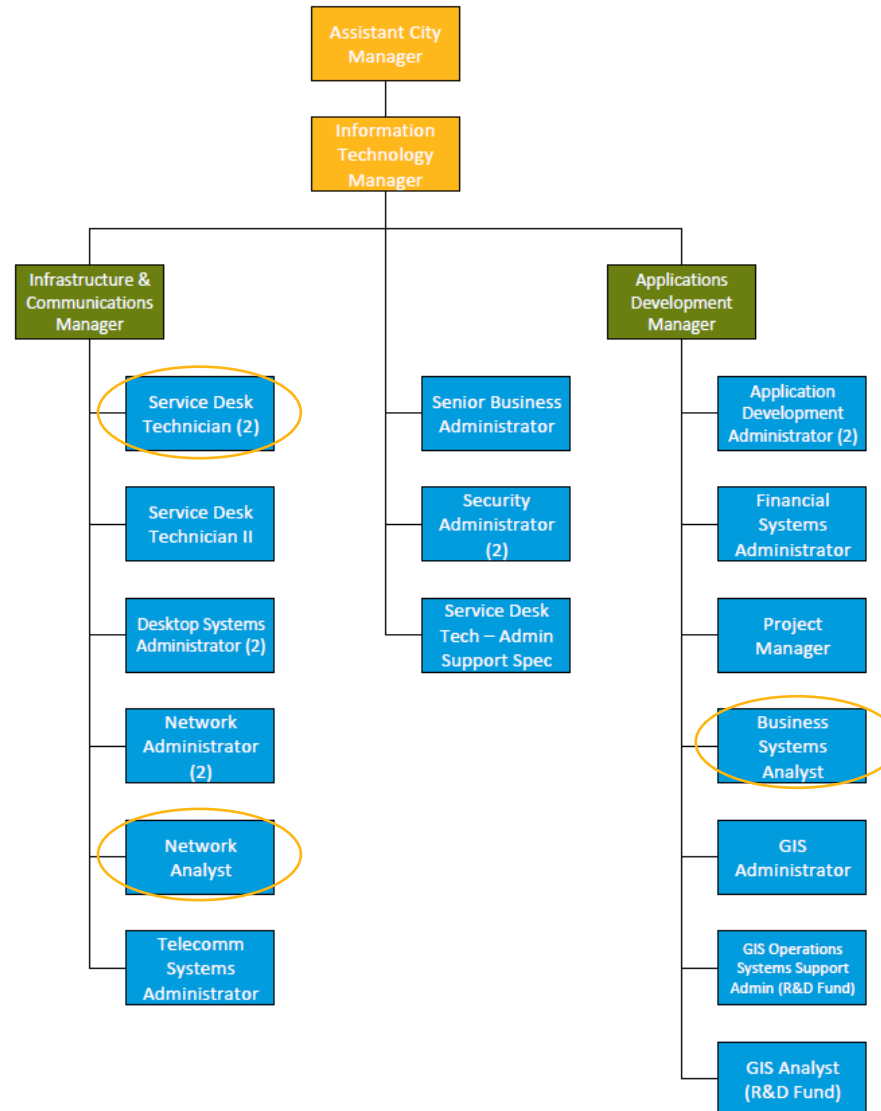 Assistant City
Manager
Information
Technology
Manager
Infrastructure &
Communications
Manager
Service Desk
Technician (2)
Service Desk
Technician II
Desktop Systems
Administrator (2)
Network
Administrator
(2)
Network
Analyst
Telecomm
Systems
Administrator
Senior Business
Administrator
Security
Administrator
(2)
Service Desk
Tech – Admin
Support Spec
Applications
Development
Manager
Application
Development
Administrator (2)
Financial
Systems
Administrator
Project
Manager
Business
Systems
Analyst
GIS
Administrator
GIS Operations
Systems Support
Admin (R&D Fund)
GIS Analyst
(R&D Fund)